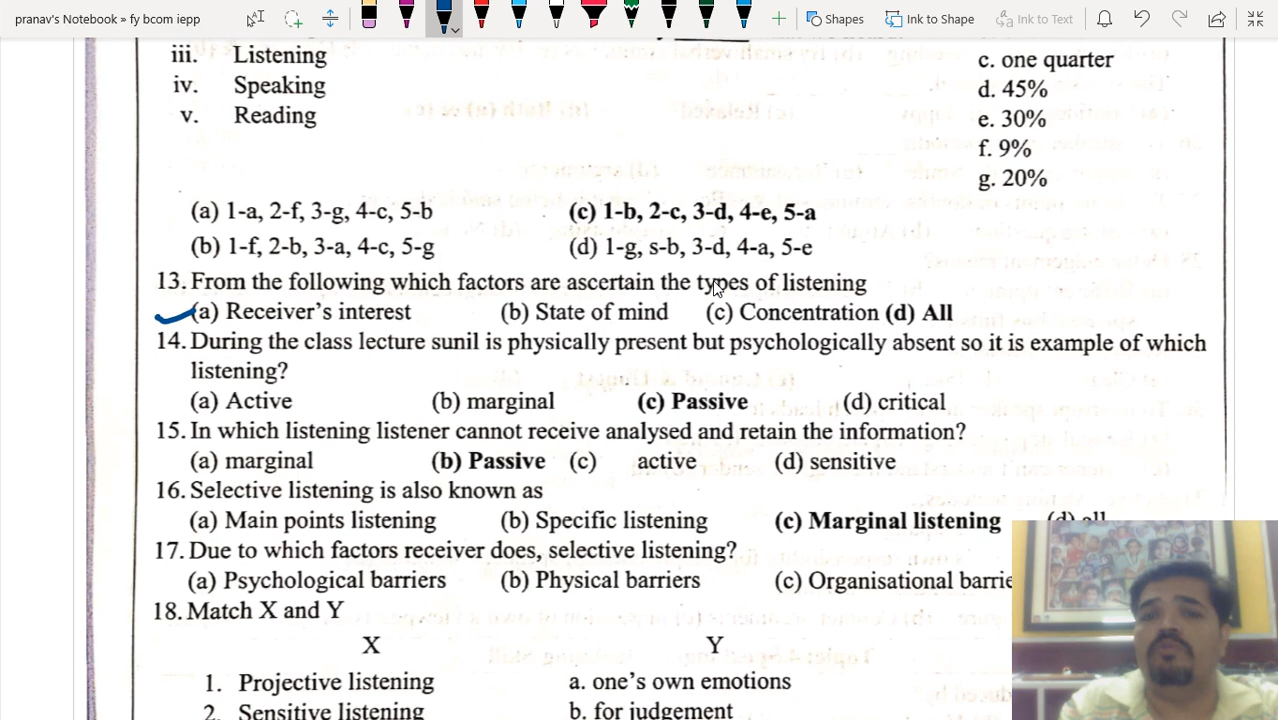 pranav's Notebook » fy bcom iepp
Shapes
Ink to Shape
Ink to Text
iii. Listening
iv. Speaking
v. Reading
c. one quarter
d. 45%
e. 30%
f. 9%
g. 20%
(a) 1-a, 2-f, 3-g, 4-c, 5-b (c) 1-b, 2-c, 3-d, 4-e, 5-a
(b) 1-f, 2-b, 3-a, 4-c, 5-g (d) 1-g, s-b, 3-d, 4-a, 5-e
13. From the following which factors are ascertain the types of listening
(a) Receiver's interest (b) State of mind (c) Concentration (d) All
14. During the class lecture sunil is physically present but psychologically absent so it is example of which
listening?
(a) Active (b) marginal (c) Passive (d) critical
15. In which listening listener cannot receive analysed and retain the information?
(a) marginal (b) Passive (c) active (d) sensitive
16. Selective listening is also known as
(a) Main points listening (b) Specific listening (c) Marginal listening (d) all
17. Due to which factors receiver does, selective listening?
(a) Psychological barriers (b) Physical barriers (c) Organisational barrie
18. Match X and Y
X Y
1. Projective listening a. one's own emotions
2. Sensitive listening b. for judgement